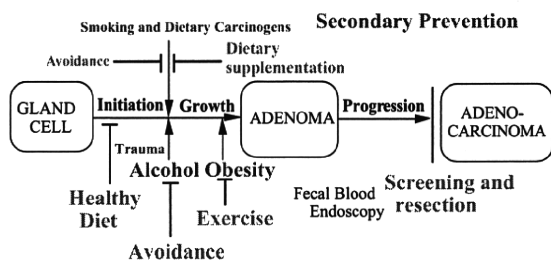 Smoking and Dietary Carcinogens
Secondary Prevention
Avoidance
Dietary
supplementation
GLAND
CELL
Initiation
Growth
ADENOMA
Progression
ADENO-
CARCINOMA
Trauma
Alcohol Obesity
Healthy
Diet
Exercise
Avoidance
Fecal Blood
Endoscopy
Screening and
resection